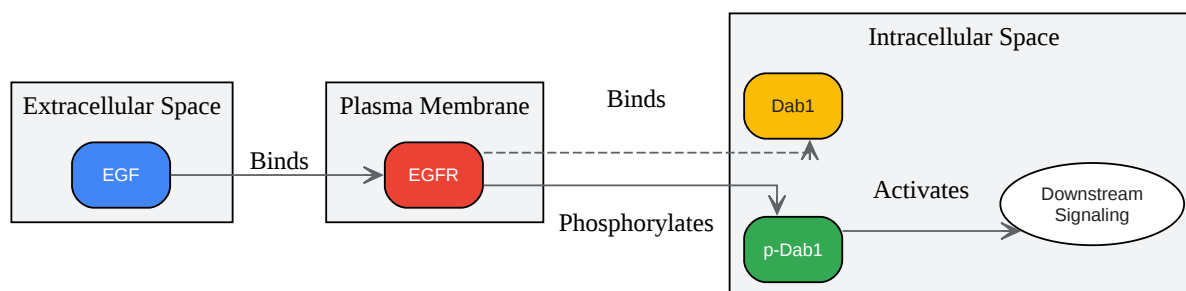 Extracellular Space
EGF
Binds
Plasma Membrane
EGFR
Binds
Phosphorylates
Intracellular Space
Dab1
p-Dab1
Activates
Downstream
Signaling